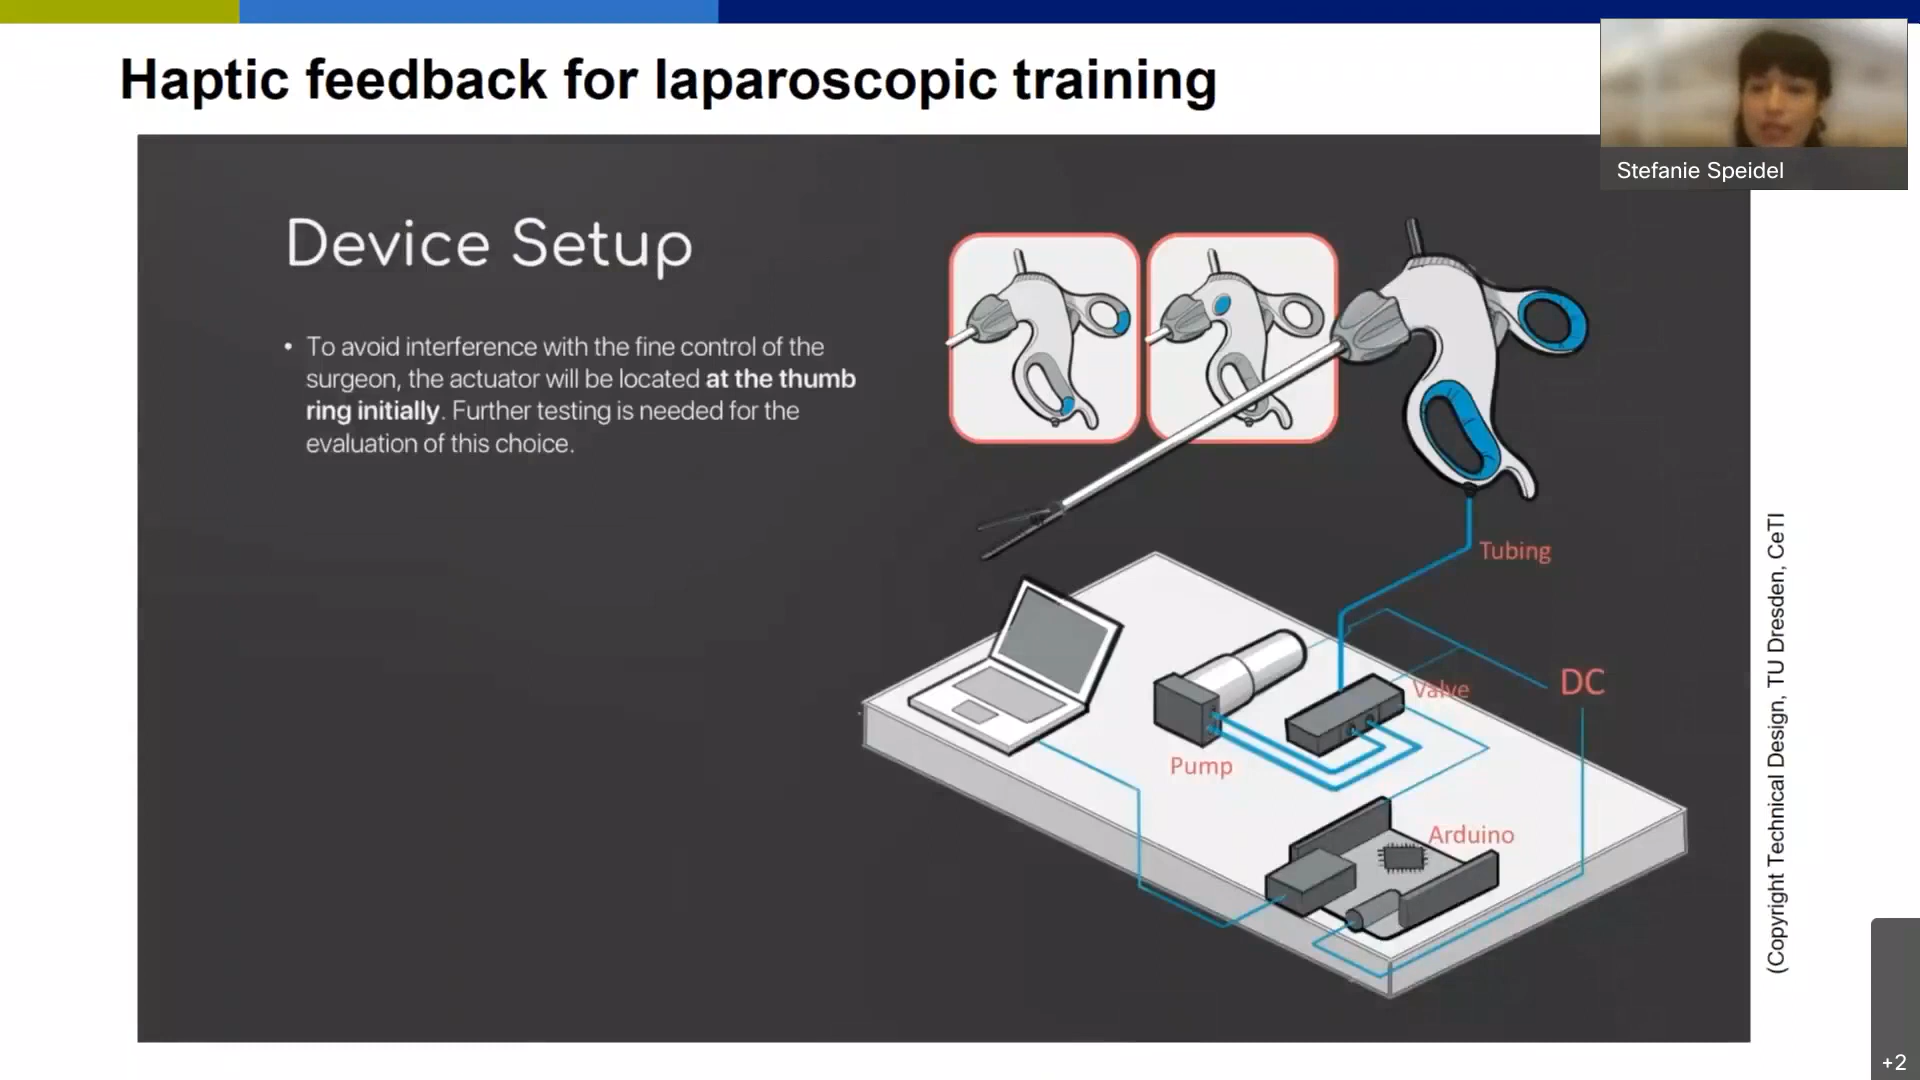 Haptic feedback for laparoscopic training
Stefanie Speidel
Device Setup
• To avoid interference with the fine control of the
surgeon, the actuator will be located at the thumb
ring initially. Further testing is needed for the
evaluation of this choice.
Tubing
DC
Valve
Pump
Arduino
(Copyright Technical Design, TU Dresden, CeTI
+2